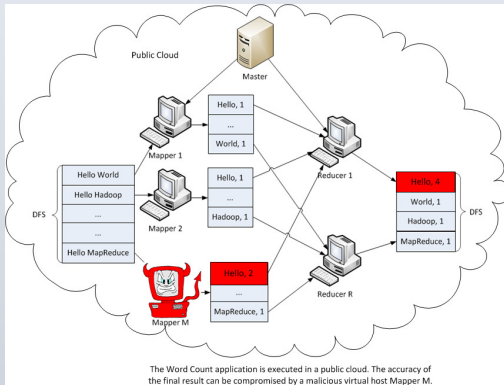 Public Cloud
Master
Hello, 1
...
World, 1
Mapper 1
Reducer 1
Hello World
Hello Hadoop
...
...
Hello MapReduce
DFS
Hello, 1
...
Hadoop, 1
Mapper 2
Hello, 4
World, 1
Hadoop, 1
MapReduce, 1
DFS
Hello, 2
...
MapReduce, 1
Mapper M
Reducer R
The Word Count application is executed in a public cloud. The accuracy of
the final result can be compromised by a malicious virtual host Mapper M.